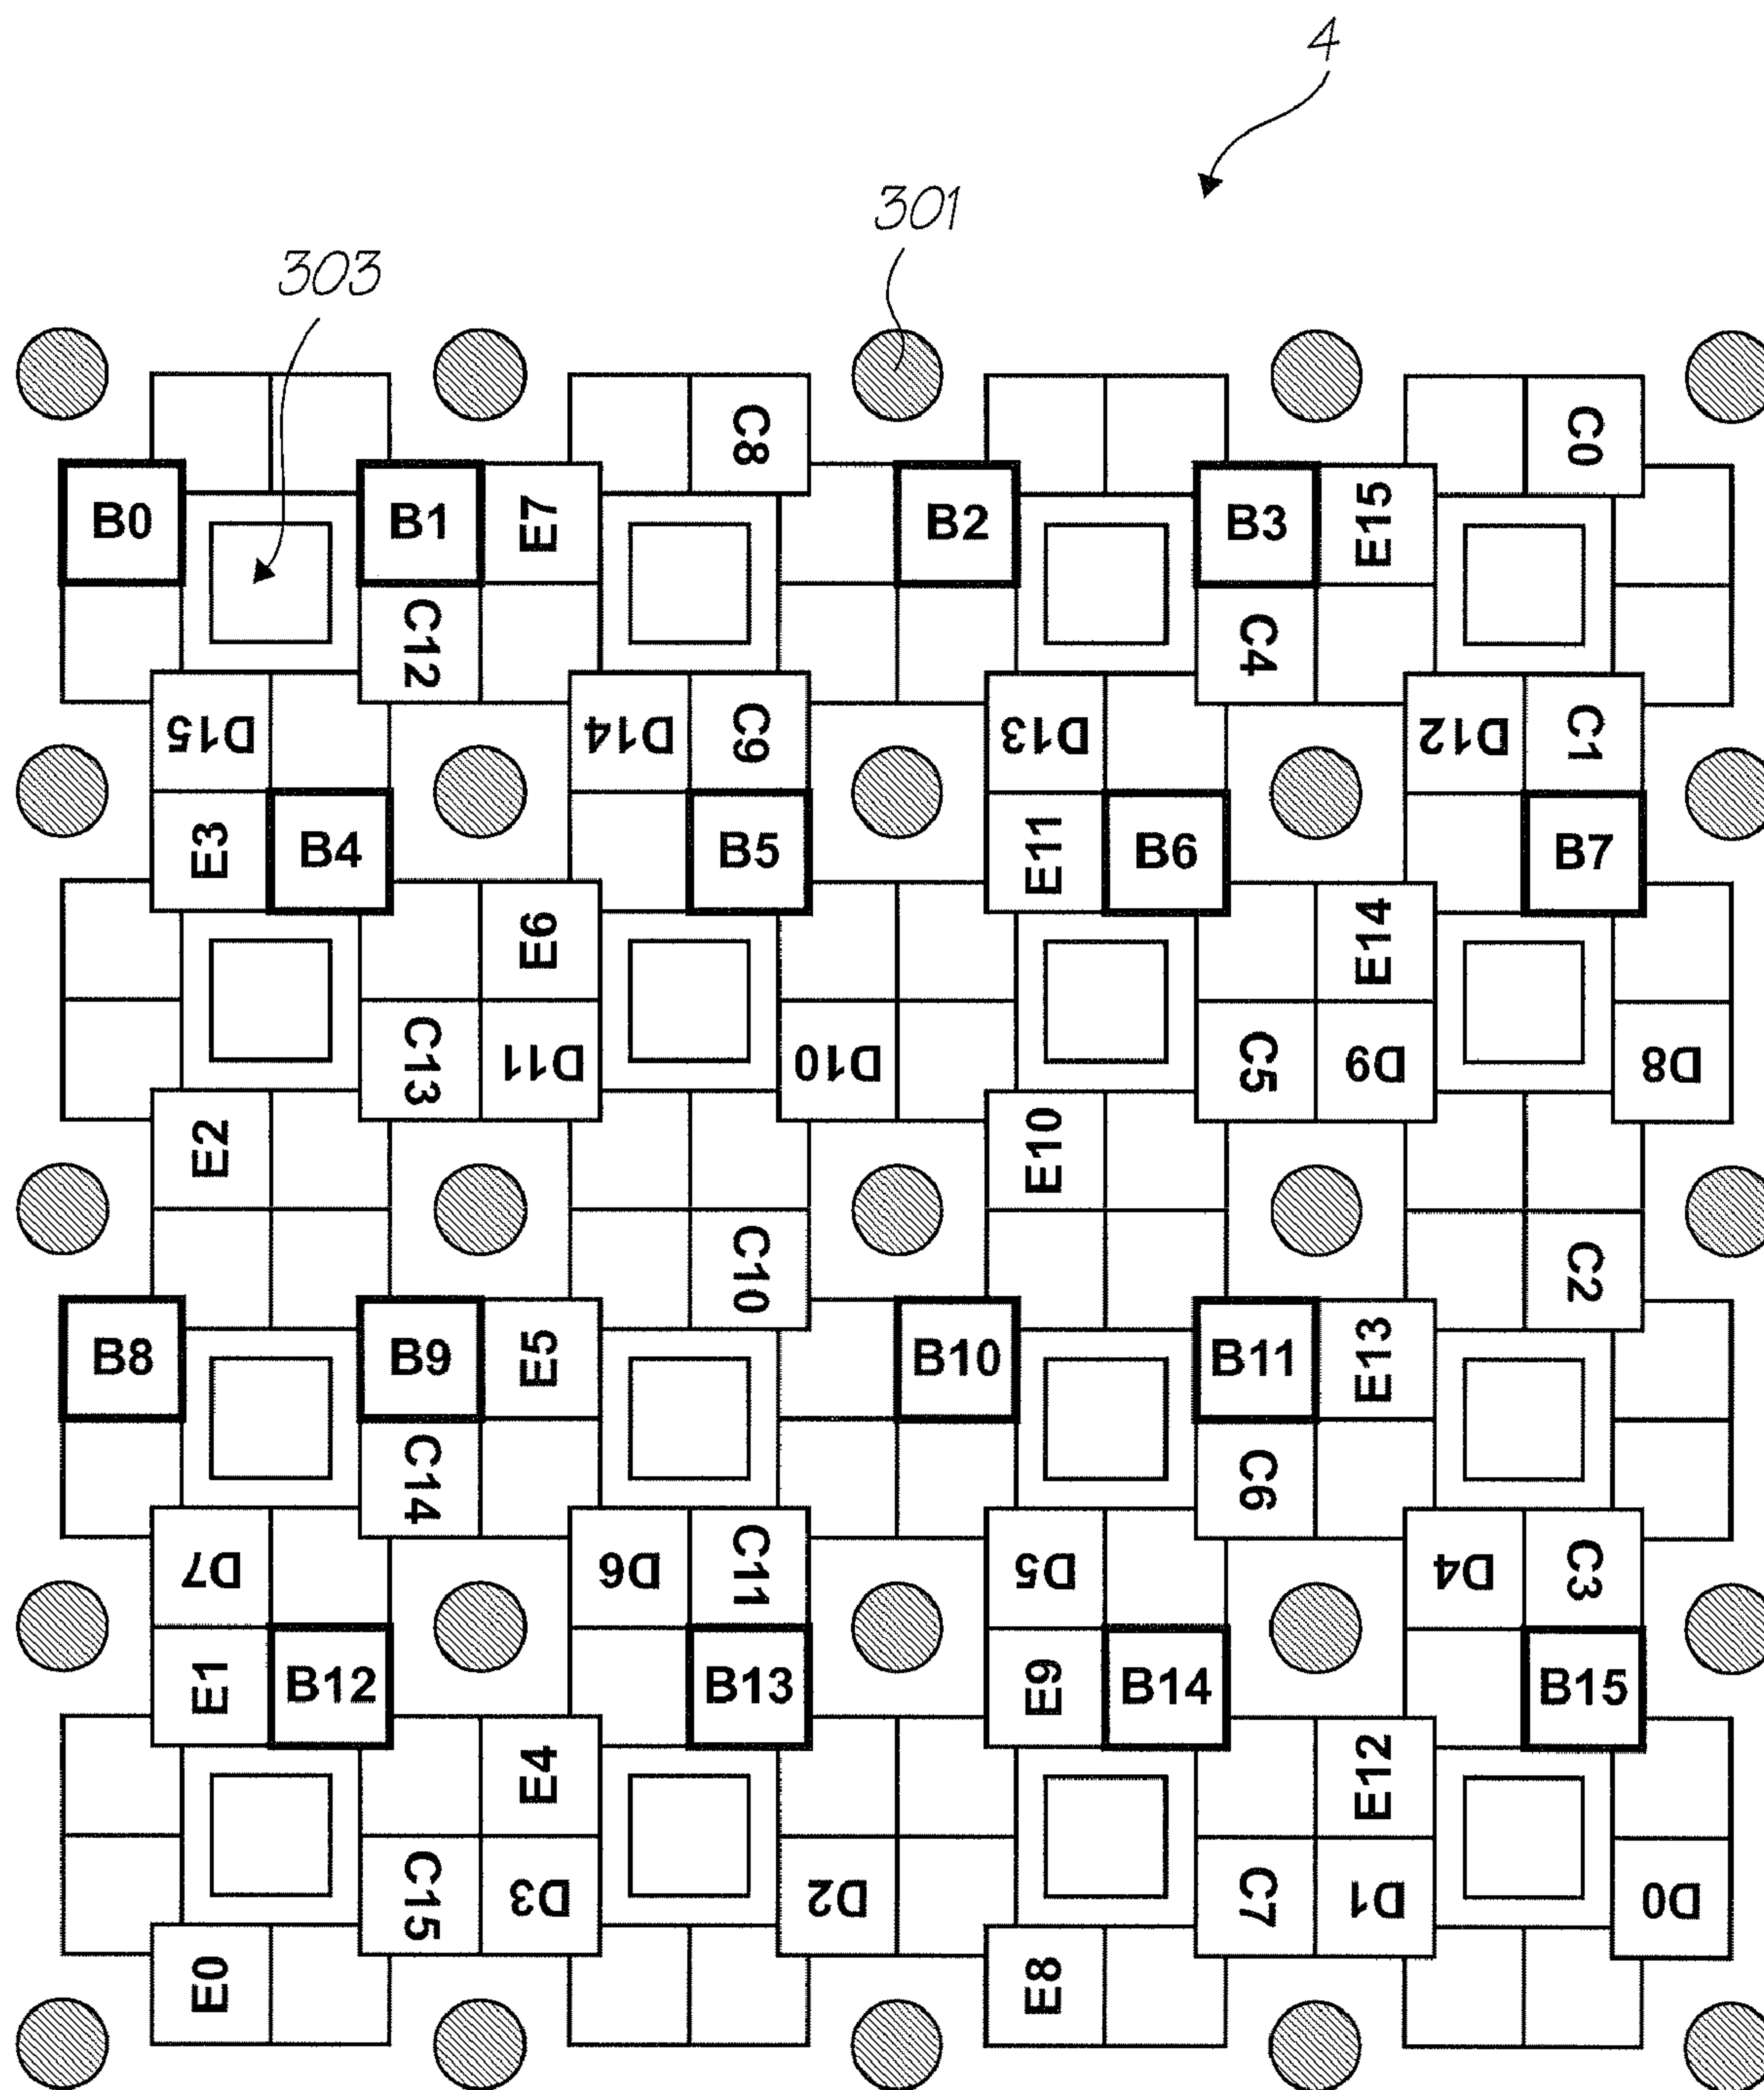 4
301
303
C8 C0
B0 B1 E7 B2 B3 E15
C12 C4
D15 D14 C9 D13 D12 C1
E3 B4 B5 E11 B6 B7
E6 E14
C13 D11 D10 C5 D9 D8
E2 E10
C10 C2
B8 B9 E5 B10 B11 E13
C14 C6
D7 D6 C11 D5 D4 C3
E1 B12 B13 E9 B14 B15
E4 E12
C15 D3 D2 C7 D1 D0
E0 E8